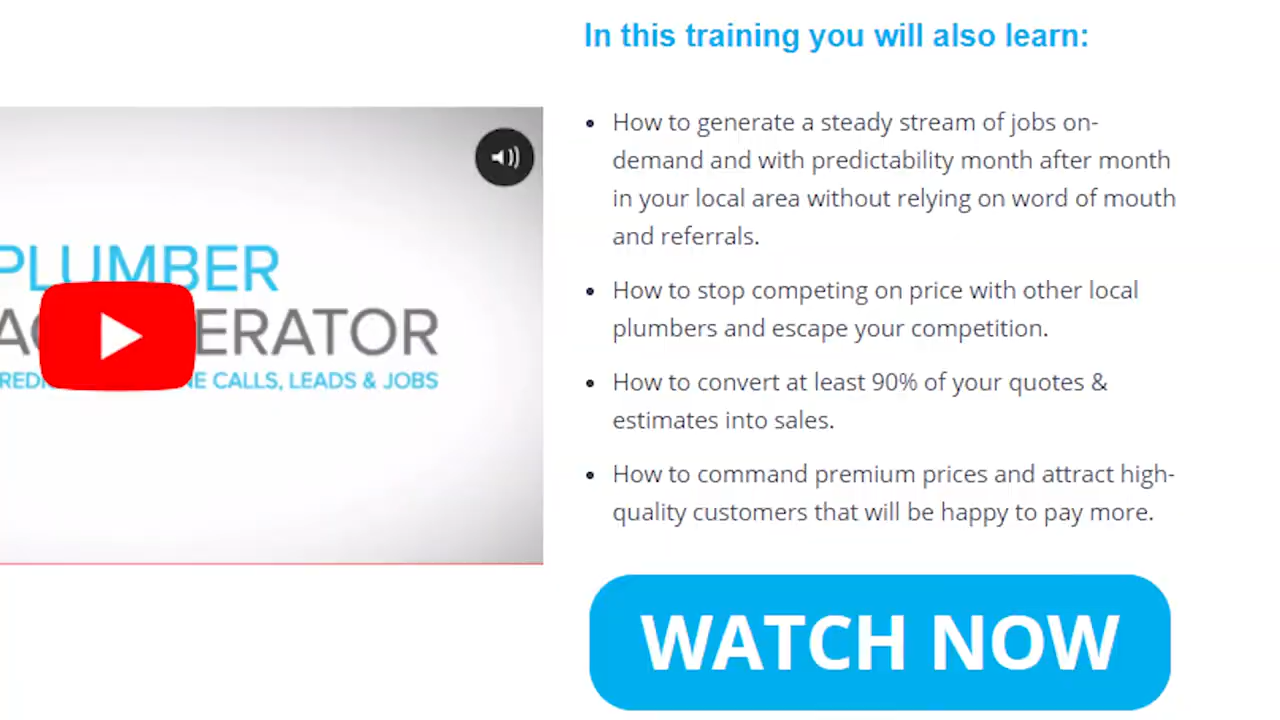 In this training you will also learn:
How to generate a steady stream of jobs on-
demand and with predictability month after month
in your local area without relying on word of mouth
and referrals.
How to stop competing on price with other local
plumbers and escape your competition.
How to convert at least 90% of your quotes &
estimates into sales.
How to command premium prices and attract high-
quality customers that will be happy to pay more.
WATCH NOW
PLUMBER
ERATOR
CALLS, LEADS & JOBS